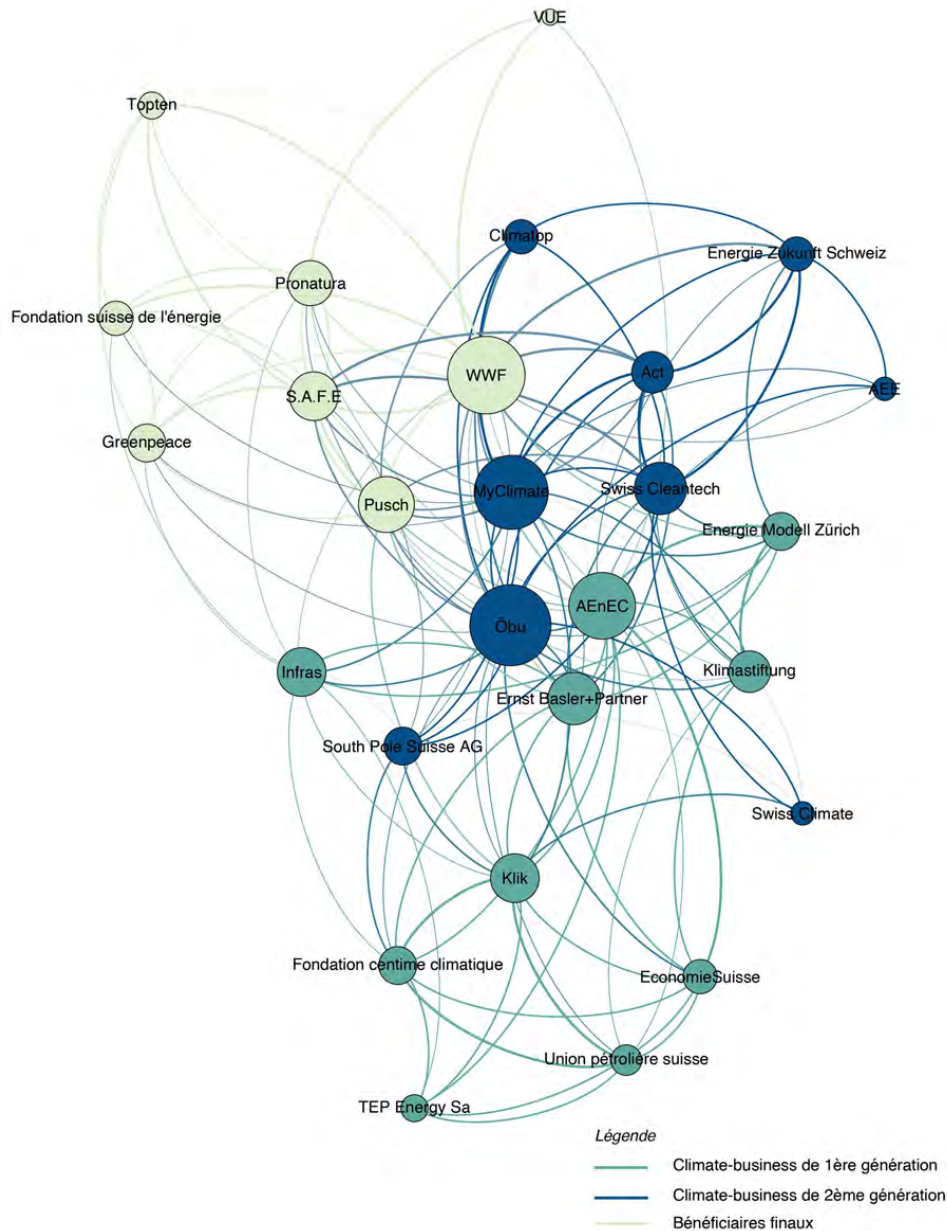 VUE
Topten
Climatop
Energie Zukunft Schweiz
Pronatura
Fondation suisse de l'énergie
WWF
Act
AEE
S.A.F.E
Greenpeace
MyClimate
Swiss Cleantech
Pusch
Energie Modell Zürich
AEnEC
Öbu
Infras
Klimastiftung
Ernst Basler+Partner
South Pole Suisse AG
Swiss Climate
Klik
Fondation centime climatique
EconomieSuisse
Union pétrolière suisse
TEP Energy Sa
Légende
Climate-business de 1ère génération
Climate-business de 2ème génération
Bénéficiaires finaux